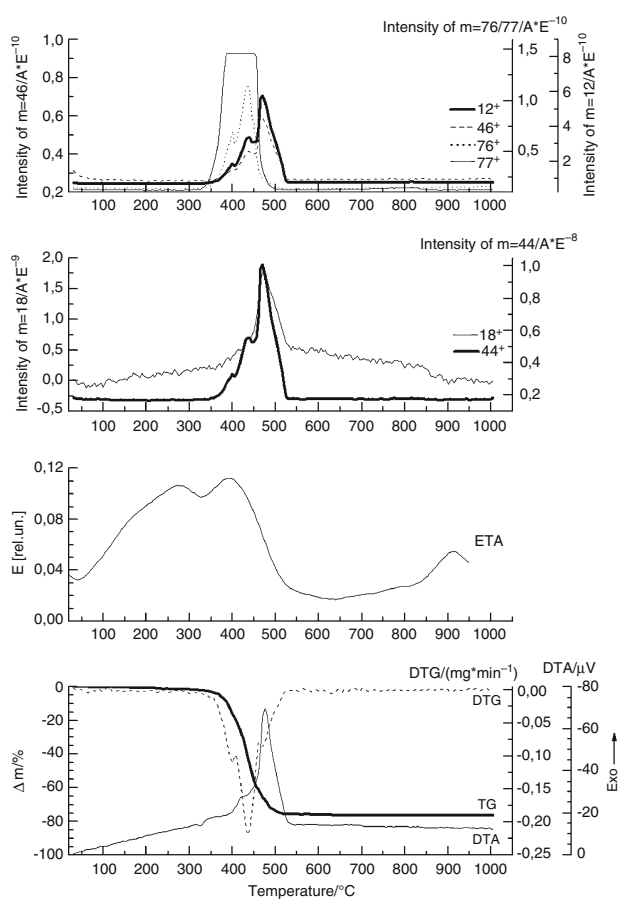 Intensity of m=76/77/A*E⁻¹⁰
Intensity of m=46/A*E⁻¹⁰
1,0
0,8
0,6
0,4
0,2
1,5
1,0
0,5
8
6
4
2
Intensity of m=12/A*E⁻¹⁰
12⁺
46⁺
76⁺
77⁺
100 200 300 400 500 600 700 800 900 1000
Intensity of m=44/A*E⁻⁸
Intensity of m=18/A*E⁻⁹
2,0
1,5
1,0
0,5
0,0
-0,5
1,0
0,8
0,6
0,4
0,2
18⁺
44⁺
100 200 300 400 500 600 700 800 900 1000
E [rel.un.]
0,12
0,08
0,04
0,00
ETA
100 200 300 400 500 600 700 800 900 1000
DTG/(mg*min⁻¹) DTA/μV
Δm/%
0
-20
-40
-60
-80
-100
DTG
TG
DTA
0,00
-0,05
-0,10
-0,15
-0,20
-0,25
-80
-60
-40
-20
0
Exo
100 200 300 400 500 600 700 800 900 1000
Temperature/°C